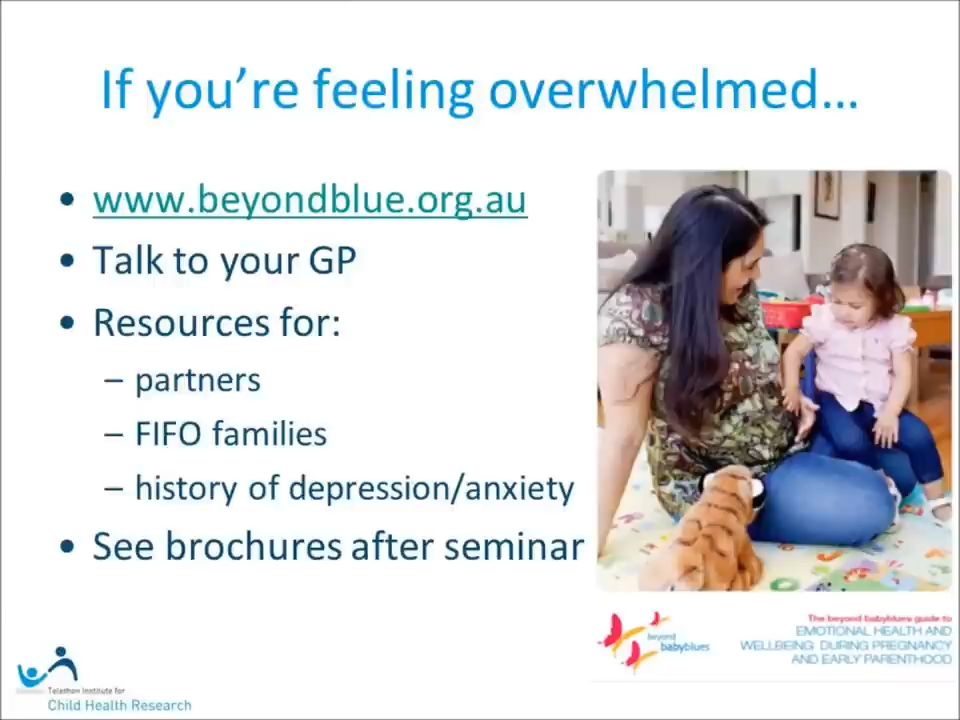 If you're feeling overwhelmed...
• www.beyondblue.org.au
• Talk to your GP
• Resources for:
– partners
– FIFO families
– history of depression/anxiety
• See brochures after seminar
beyond
babyblues
The beyond babyblues guide to
EMOTIONAL HEALTH AND
WELLBEING DURING PREGNANCY
AND EARLY PARENTHOOD
Telethon Institute for
Child Health Research